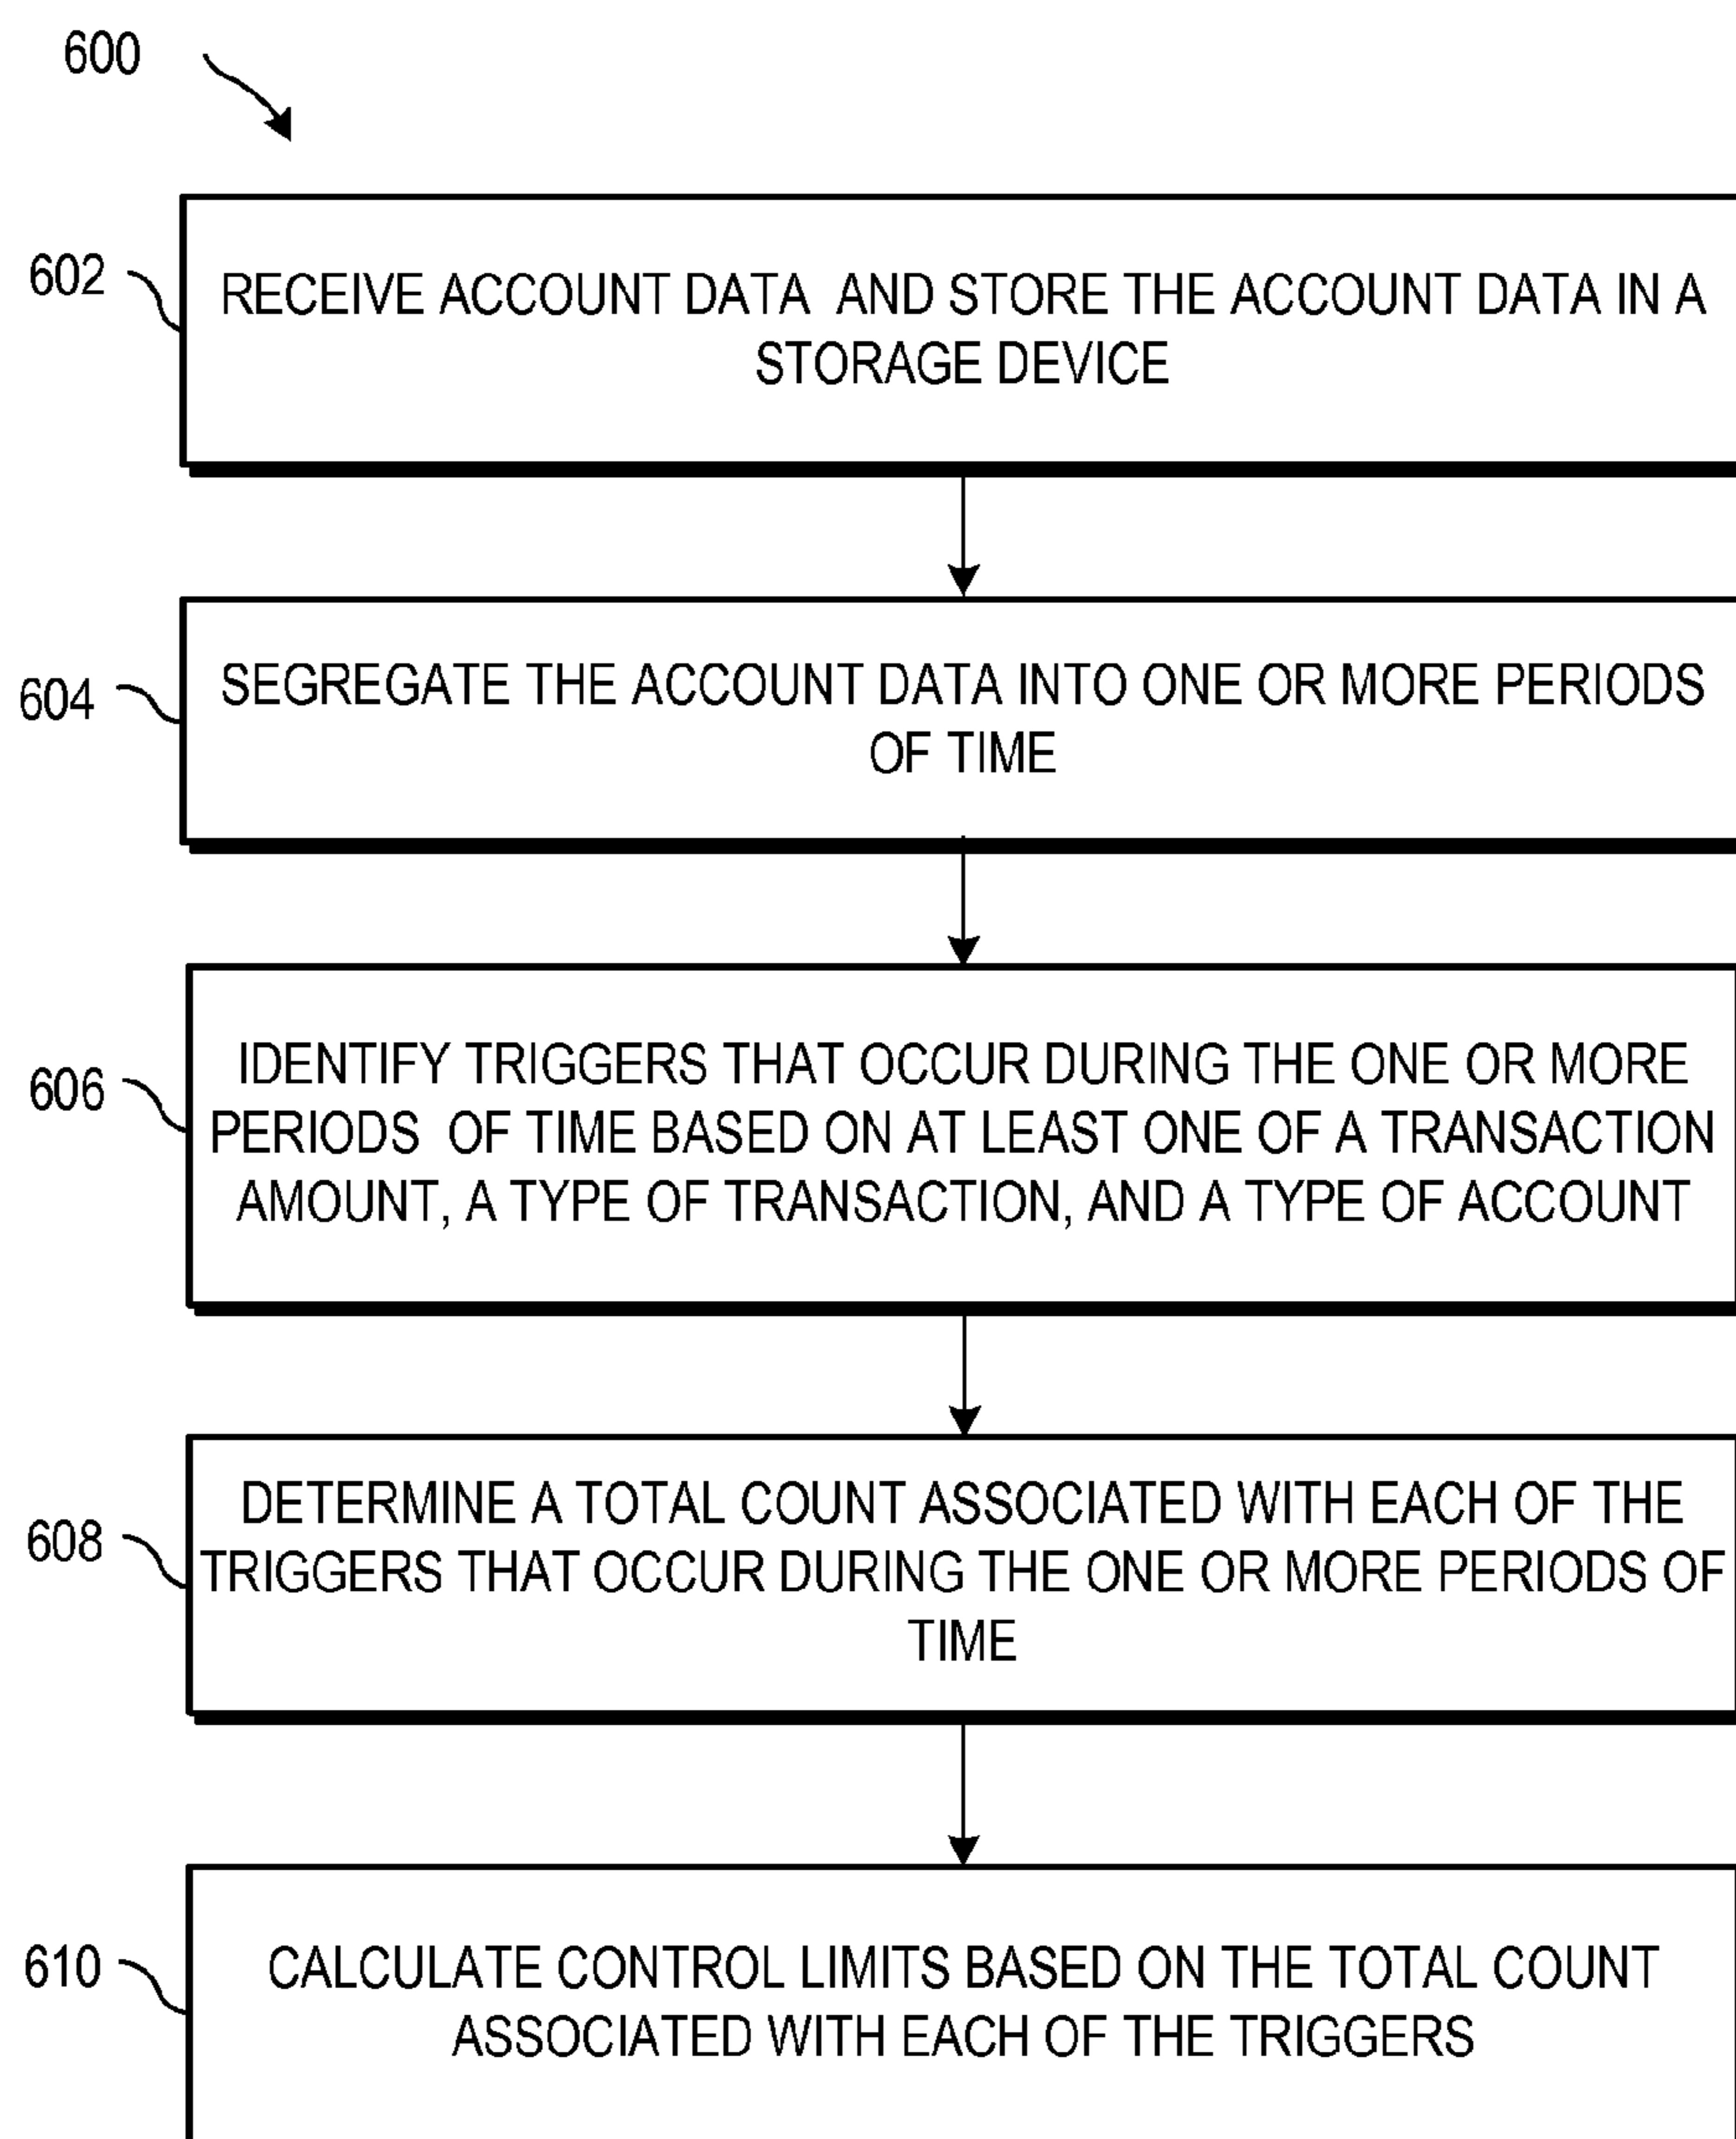 600
602
RECEIVE ACCOUNT DATA AND STORE THE ACCOUNT DATA IN A
STORAGE DEVICE
604
SEGREGATE THE ACCOUNT DATA INTO ONE OR MORE PERIODS
OF TIME
606
IDENTIFY TRIGGERS THAT OCCUR DURING THE ONE OR MORE
PERIODS OF TIME BASED ON AT LEAST ONE OF A TRANSACTION
AMOUNT, A TYPE OF TRANSACTION, AND A TYPE OF ACCOUNT
608
DETERMINE A TOTAL COUNT ASSOCIATED WITH EACH OF THE
TRIGGERS THAT OCCUR DURING THE ONE OR MORE PERIODS OF
TIME
610
CALCULATE CONTROL LIMITS BASED ON THE TOTAL COUNT
ASSOCIATED WITH EACH OF THE TRIGGERS